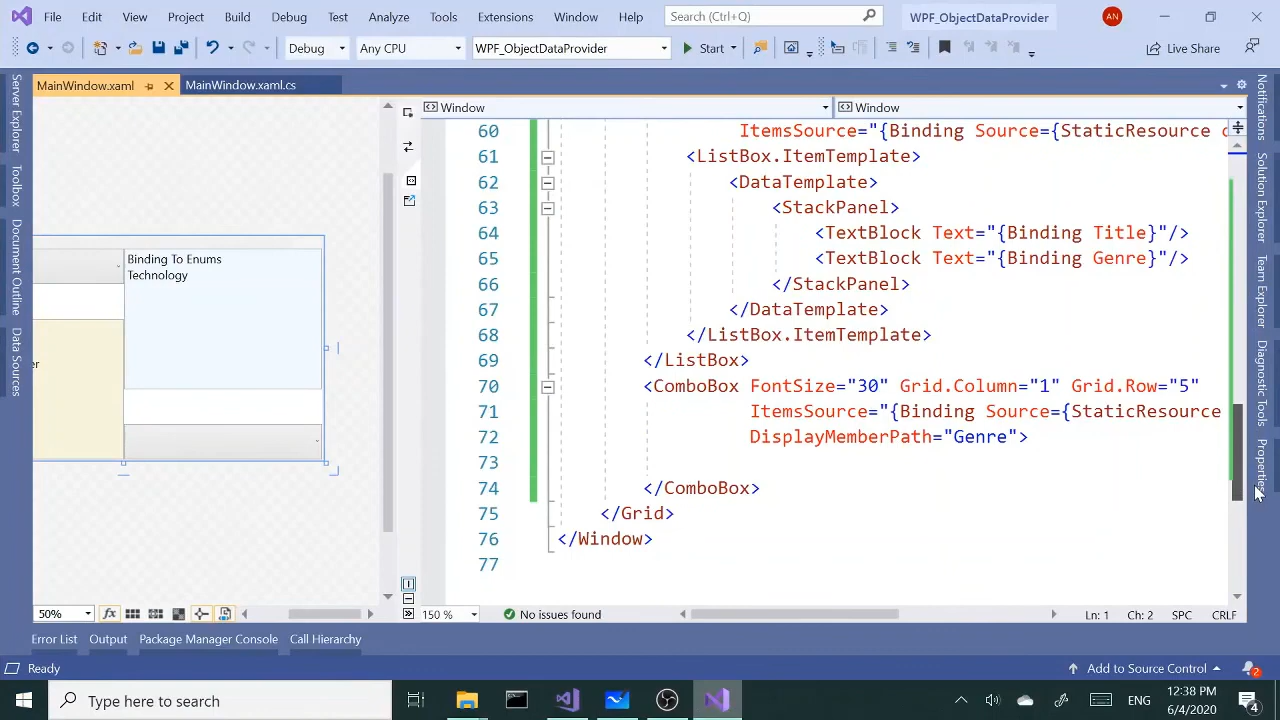 File Edit View Project Build Debug Test Analyze Tools Extensions Window Help Search (Ctrl+Q) WPF_ObjectDataProvider AN
Debug Any CPU WPF_ObjectDataProvider Start Live Share
MainWindow.xaml MainWindow.xaml.cs
Window Window
Server Explorer
Toolbox
Document Outline
Data Sources
Binding To Enums
Technology
er
60 ItemsSource="{Binding Source={StaticResource
61 <ListBox.ItemTemplate>
62 <DataTemplate>
63 <StackPanel>
64 <TextBlock Text="{Binding Title}"/>
65 <TextBlock Text="{Binding Genre}"/>
66 </StackPanel>
67 </DataTemplate>
68 </ListBox.ItemTemplate>
69 </ListBox>
70 <ComboBox FontSize="30" Grid.Column="1" Grid.Row="5"
71 ItemsSource="{Binding Source={StaticResource
72 DisplayMemberPath="Genre">
73
74 </ComboBox>
75 </Grid>
76 </Window>
77
Notifications
Solution Explorer
Team Explorer
Diagnostic Tools
Properties
50% fx 150 % No issues found Ln: 1 Ch: 2 SPC CRLF
Error List Output Package Manager Console Call Hierarchy
Ready Add to Source Control 2
Type here to search ENG 12:38 PM
6/4/2020 4